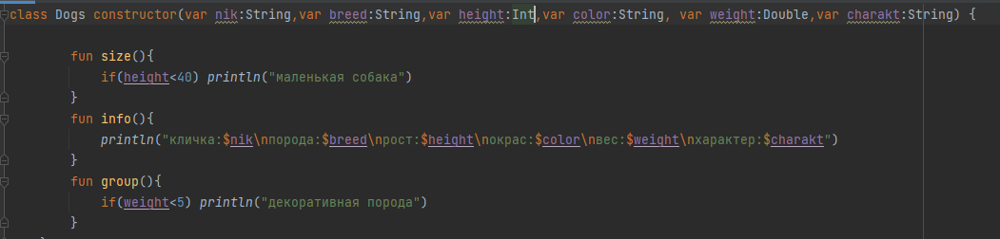 class Dogs constructor(var nik:String,var breed:String,var height:Int,var color:String, var weight:Double,var charakt:String) {
fun size(){
if(height<40) println("маленькая собака")
}
fun info(){
println("кличка:$nik\nпорода:$breed\nрост:$height\nокрас:$color\nвес:$weight\nхарактер:$charakt")
}
fun group(){
if(weight<5) println("декоративная порода")
}